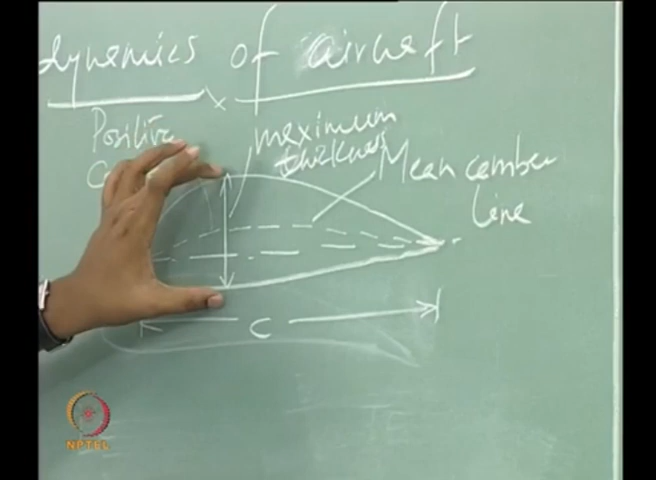 dynamics of aircraft
Positive
maximum
thickness
Mean camber
line
C
NPTEL